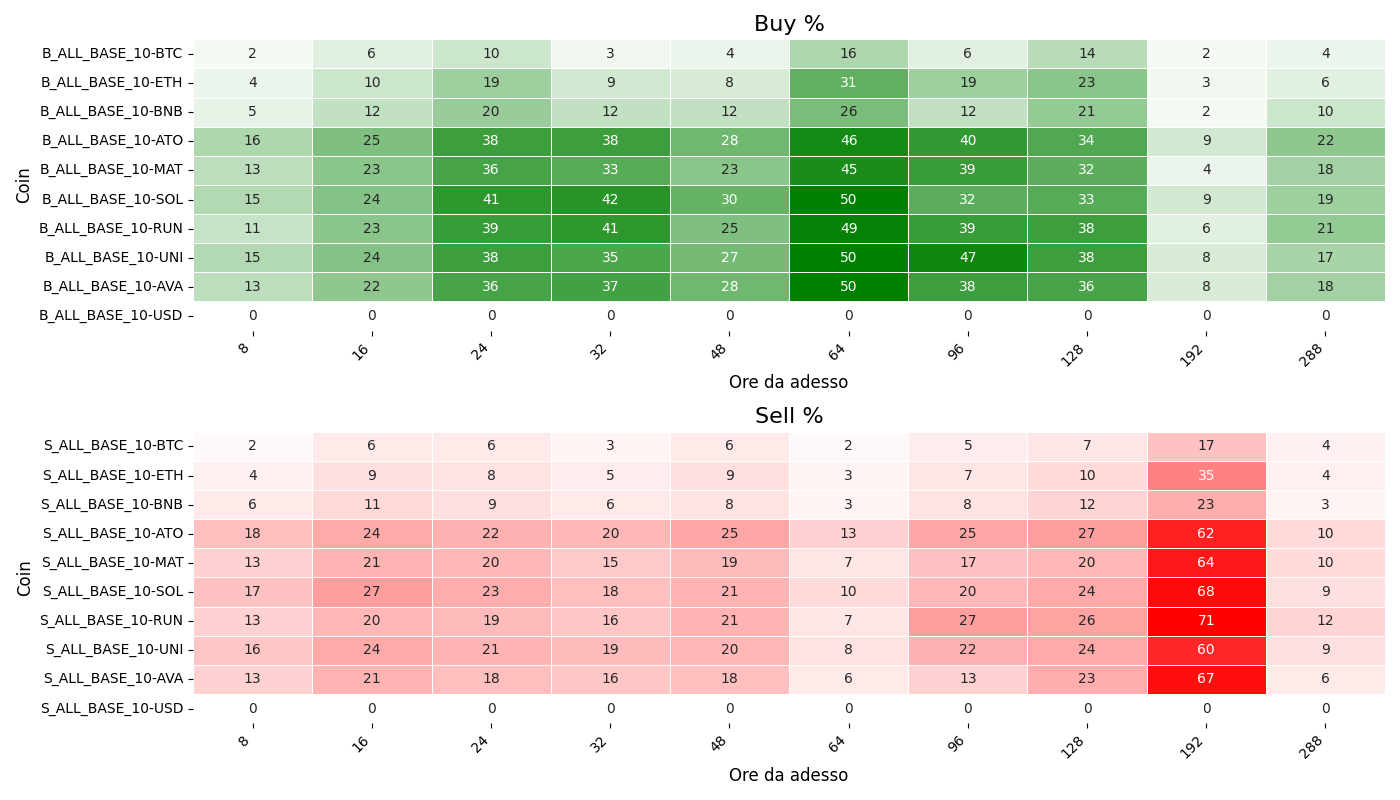 Buy %
Coin
B_ALL_BASE_10-BTC 2 6 10 3 4 16 6 14 2 4
B_ALL_BASE_10-ETH 4 10 19 9 8 31 19 23 3 6
B_ALL_BASE_10-BNB 5 12 20 12 12 26 12 21 2 10
B_ALL_BASE_10-ATO 16 25 38 38 28 46 40 34 9 22
B_ALL_BASE_10-MAT 13 23 36 33 23 45 39 32 4 18
B_ALL_BASE_10-SOL 15 24 41 42 30 50 32 33 9 19
B_ALL_BASE_10-RUN 11 23 39 41 25 49 39 38 6 21
B_ALL_BASE_10-UNI 15 24 38 35 27 50 47 38 8 17
B_ALL_BASE_10-AVA 13 22 36 37 28 50 38 36 8 18
B_ALL_BASE_10-USD 0 0 0 0 0 0 0 0 0 0
8 16 24 32 48 64 96 128 192 288
Ore da adesso
Sell %
Coin
S_ALL_BASE_10-BTC 2 6 6 3 6 2 5 7 17 4
S_ALL_BASE_10-ETH 4 9 8 5 9 3 7 10 35 4
S_ALL_BASE_10-BNB 6 11 9 6 8 3 8 12 23 3
S_ALL_BASE_10-ATO 18 24 22 20 25 13 25 27 62 10
S_ALL_BASE_10-MAT 13 21 20 15 19 7 17 20 64 10
S_ALL_BASE_10-SOL 17 27 23 18 21 10 20 24 68 9
S_ALL_BASE_10-RUN 13 20 19 16 21 7 27 26 71 12
S_ALL_BASE_10-UNI 16 24 21 19 20 8 22 24 60 9
S_ALL_BASE_10-AVA 13 21 18 16 18 6 13 23 67 6
S_ALL_BASE_10-USD 0 0 0 0 0 0 0 0 0 0
8 16 24 32 48 64 96 128 192 288
Ore da adesso